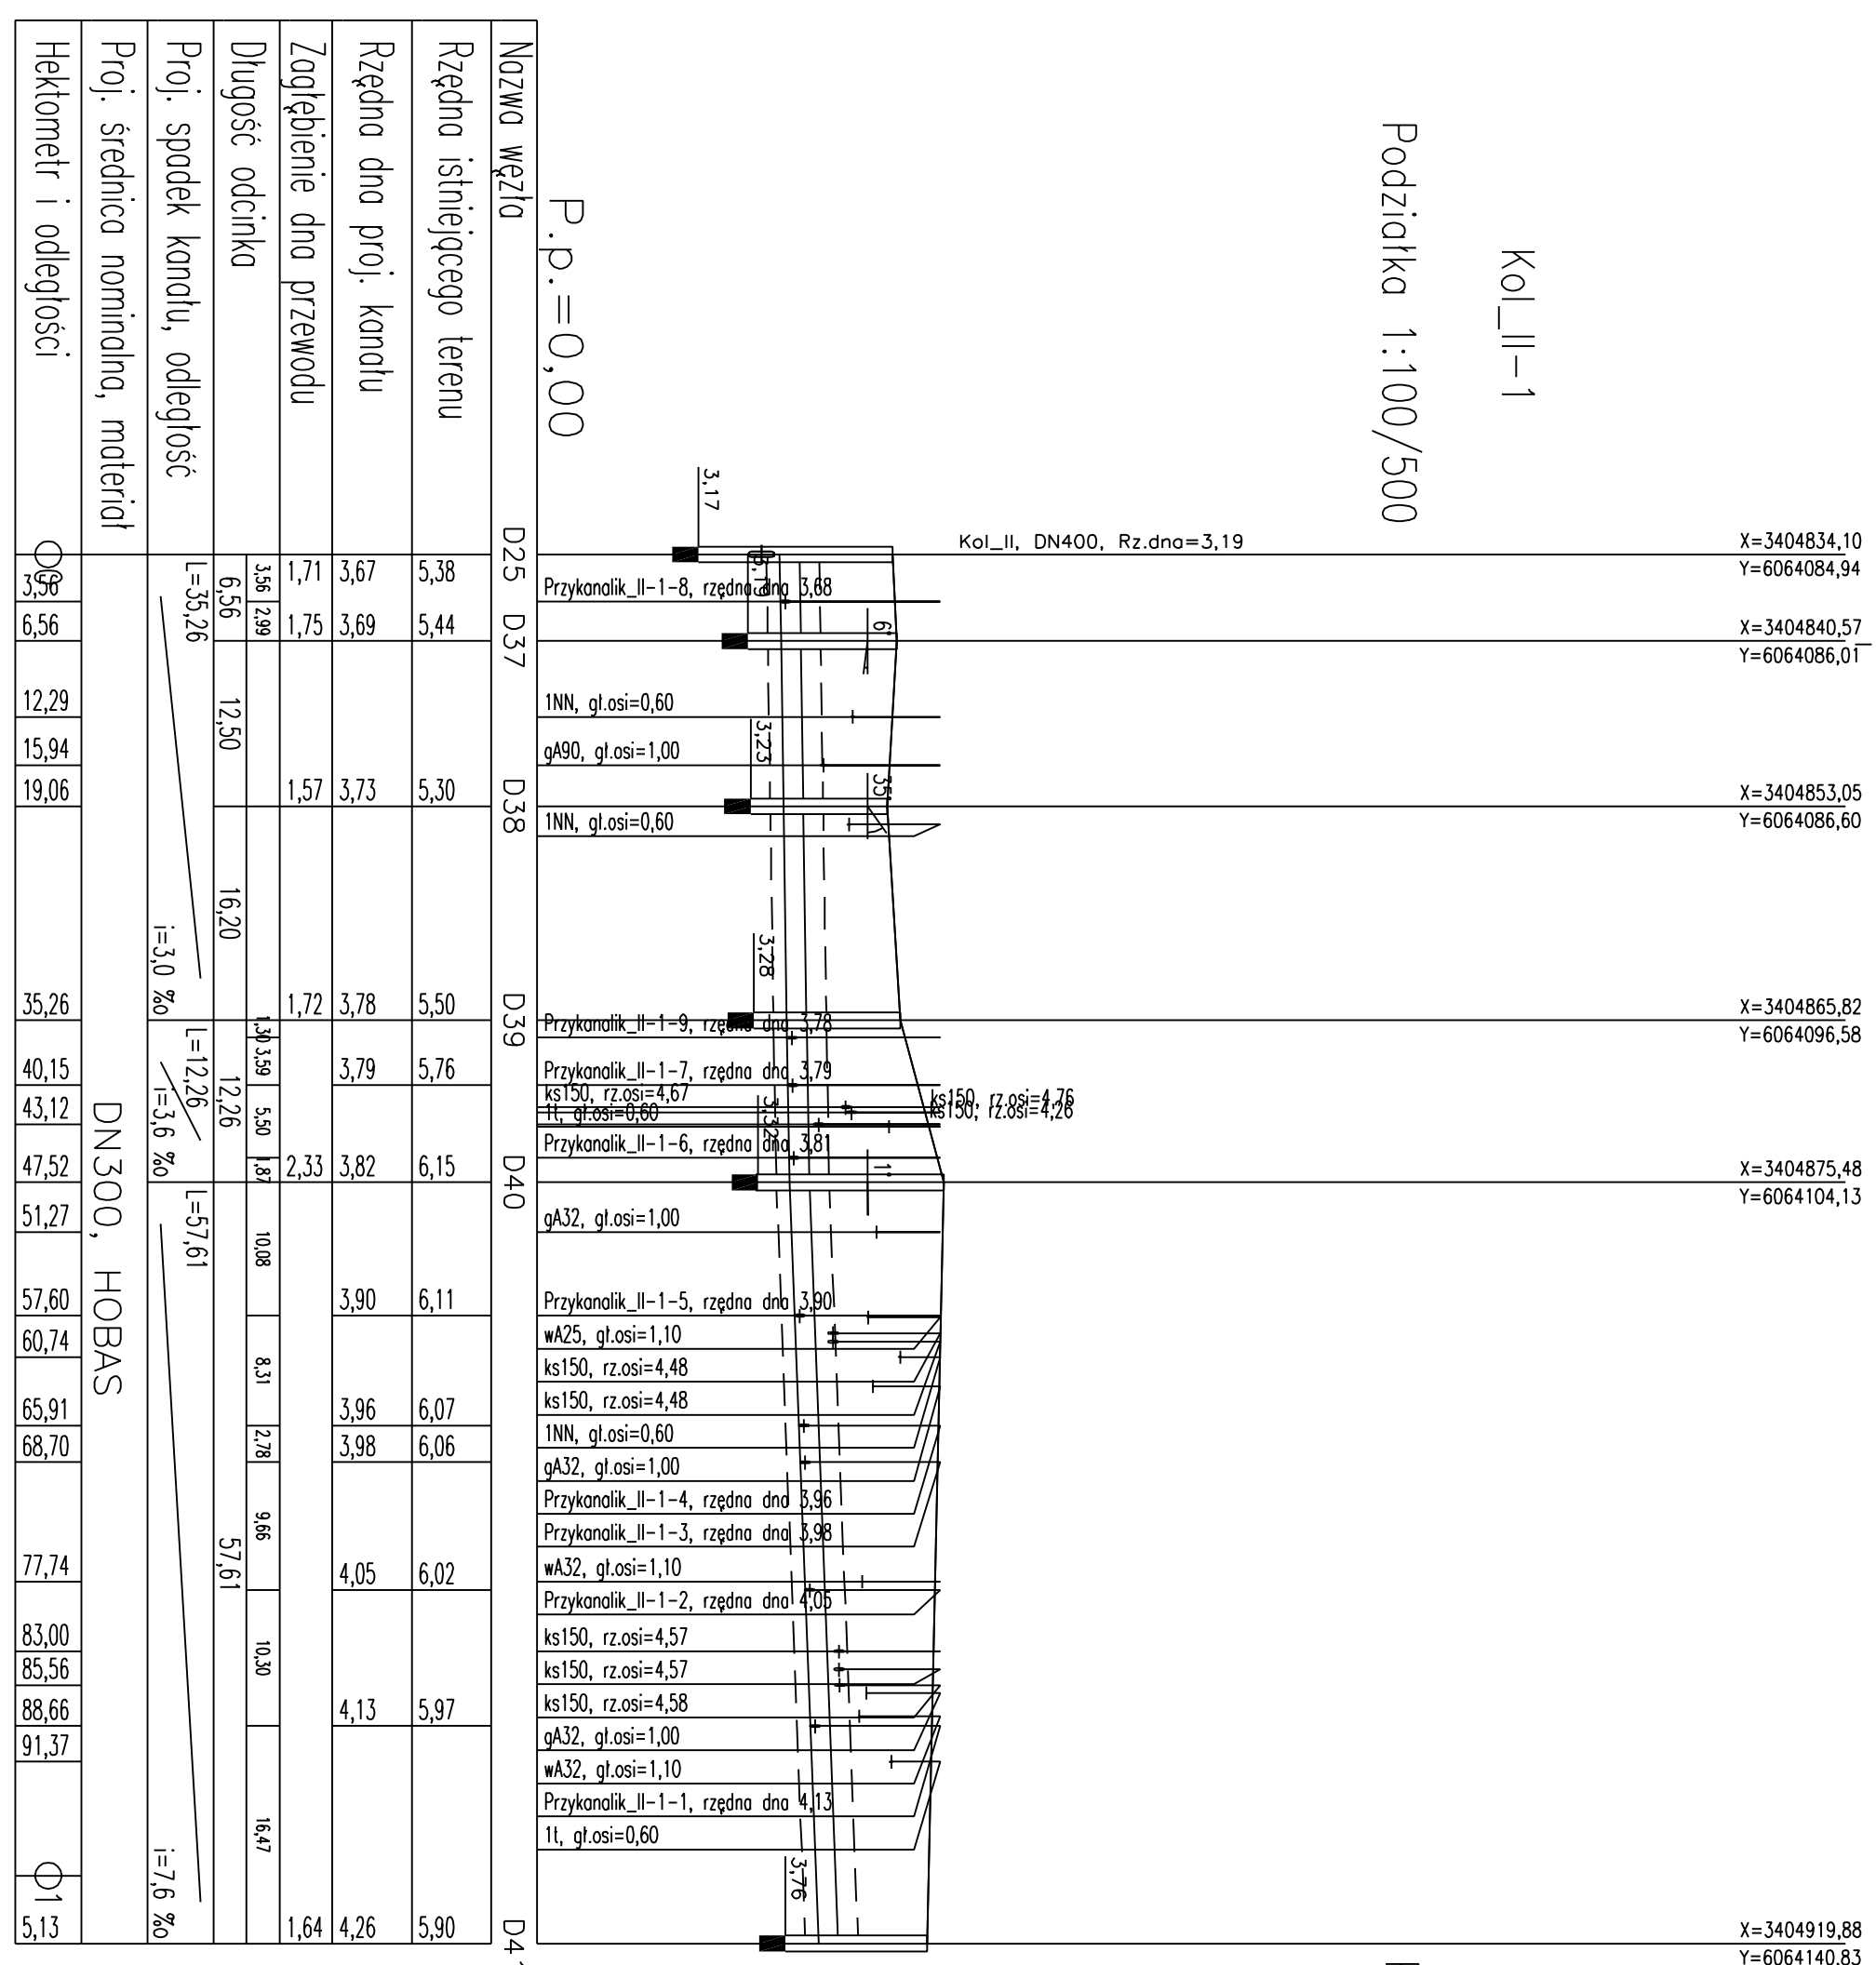 Kol_II-1
Podziałka 1:100/500
X=3404834,10
Y=6064084,94
X=3404840,57
Y=6064086,01
X=3404853,05
Y=6064086,60
X=3404865,82
Y=6064096,58
X=3404875,48
Y=6064104,13
X=3404919,88
Y=6064140,83
Kol_II, DN400, Rz.dna=3,19
ks150, rz.osi=4,76
ks150, rz.osi=4,26
6°
35°
1°
3,17
3,19
3,23
3,28
3,32
3,76
P.p.=0,00
Przykanalik_II-1-8, rzędna dna 3,68
1NN, gł.osi=0,60
gA90, gł.osi=1,00
1NN, gł.osi=0,60
Przykanalik_II-1-9, rzędna dna 3,78
Przykanalik_II-1-7, rzędna dna 3,79
ks150, rz.osi=4,67
1t, gł.osi=0,60
Przykanalik_II-1-6, rzędna dna 3,81
gA32, gł.osi=1,00
Przykanalik_II-1-5, rzędna dna 3,90
wA25, gł.osi=1,10
ks150, rz.osi=4,48
ks150, rz.osi=4,48
1NN, gł.osi=0,60
gA32, gł.osi=1,00
Przykanalik_II-1-4, rzędna dna 3,96
Przykanalik_II-1-3, rzędna dna 3,98
wA32, gł.osi=1,10
Przykanalik_II-1-2, rzędna dna 4,05
ks150, rz.osi=4,57
ks150, rz.osi=4,57
ks150, rz.osi=4,58
gA32, gł.osi=1,00
wA32, gł.osi=1,10
Przykanalik_II-1-1, rzędna dna 4,13
1t, gł.osi=0,60
Nazwa węzła D25 D37 D38 D39 D40
Rzędna istniejącego terenu 5,38 5,44 5,30 5,50 5,76 6,15 6,11 6,07 6,06 6,02 5,97 5,90
Rzędna dna proj. kanału 3,67 3,69 3,73 3,78 3,79 3,82 3,90 3,96 3,98 4,05 4,13 4,26
Zagłębienie dna przewodu 1,71 1,75 1,57 1,72 2,33 1,64
3,56 2,99 1,30 3,59 5,50 1,87 10,08 8,31 2,78 9,66 10,30 16,47
Długość odcinka 6,56 12,50 16,20 12,26 57,61
Proj. spadek kanału, odległość L=35,26 i=3,0 ‰ L=12,26 i=3,6 ‰ L=57,61 i=7,6 ‰
Proj. średnica nominalna, materiał DN300, HOBAS
Hektometr i odległości 3,56 6,56 12,29 15,94 19,06 35,26 40,15 43,12 47,52 51,27 57,60 60,74 65,91 68,70 77,74 83,00 85,56 88,66 91,37 1 5,13